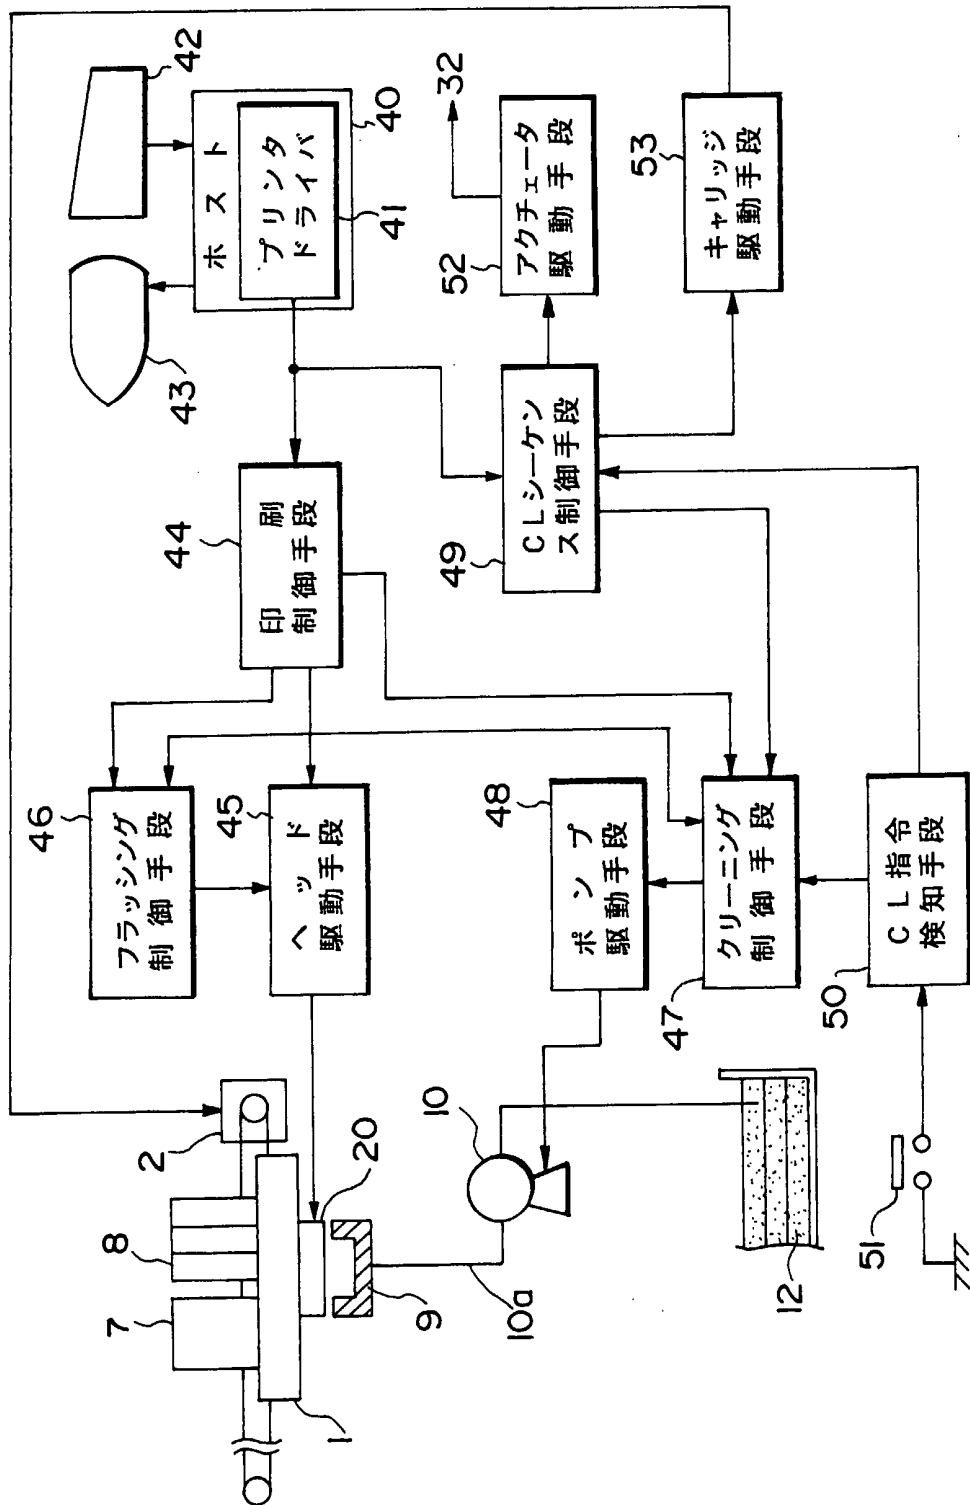 42
43
ホスト
プリンタ
ドライバ
41
40
32
アクチェータ
駆動手段
52
53
キャリッジ
駆動手段
44
印刷
制御手段
49
CLシーケン
ス制御手段
46
フラッシング
制御手段
45
ヘッド
駆動手段
48
ポンプ
駆動手段
47
クリーニング
制御手段
50
CL指令
検知手段
2
8
7
1
20
9
10
10a
12
51